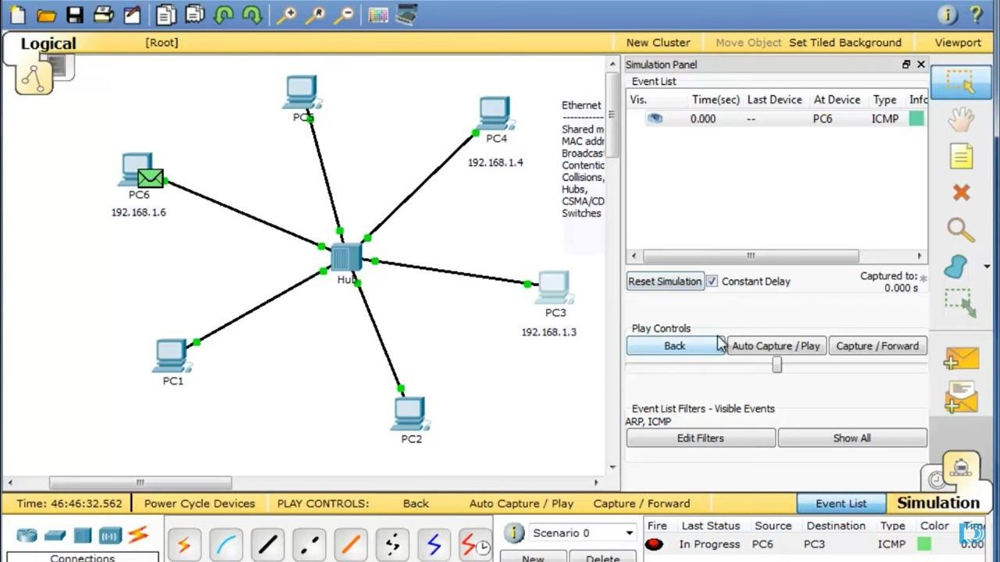 Logical
[Root]
New Cluster
Move Object
Set Tiled Background
Viewport
PC5
PC4
192.168.1.4
PC6
192.168.1.6
Hub
PC3
192.168.1.3
PC1
PC2
Ethernet
-----------
Shared m
MAC addr
Broadcas
Contentio
Collisions,
Hubs,
CSMA/CD
Switches
Simulation Panel
Event List
Vis. Time(sec) Last Device At Device Type Info
0.000 -- PC6 ICMP
Reset Simulation
Constant Delay
Captured to: *
0.000 s
Play Controls
Back
Auto Capture / Play
Capture / Forward
Event List Filters - Visible Events
ARP, ICMP
Edit Filters
Show All
Time: 46:46:32.562
Power Cycle Devices
PLAY CONTROLS:
Back
Auto Capture / Play
Capture / Forward
Event List
Simulation
Connections
Scenario 0
New
Delete
Fire Last Status Source Destination Type Color
In Progress PC6 PC3 ICMP